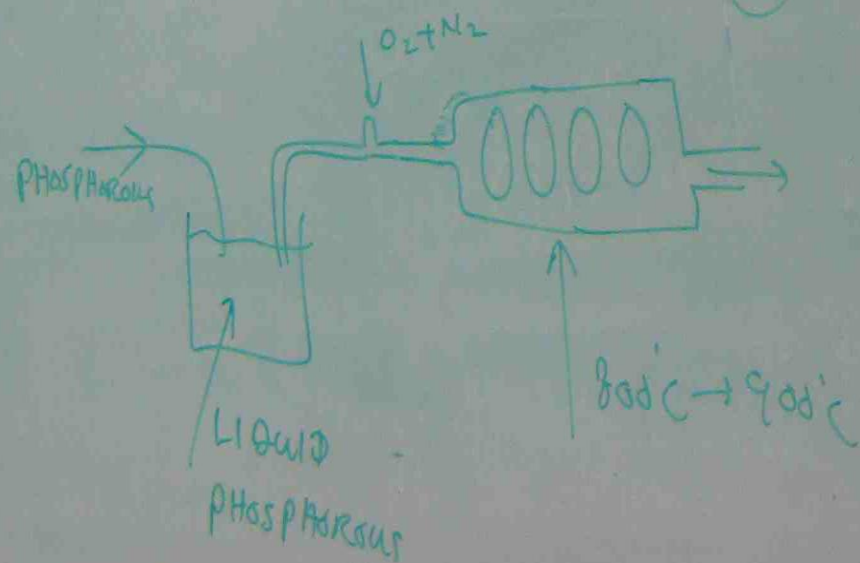 O₂+N₂
PHOSPHOROUS
LIQUID
PHOSPHOROUS
800°C → 900°C